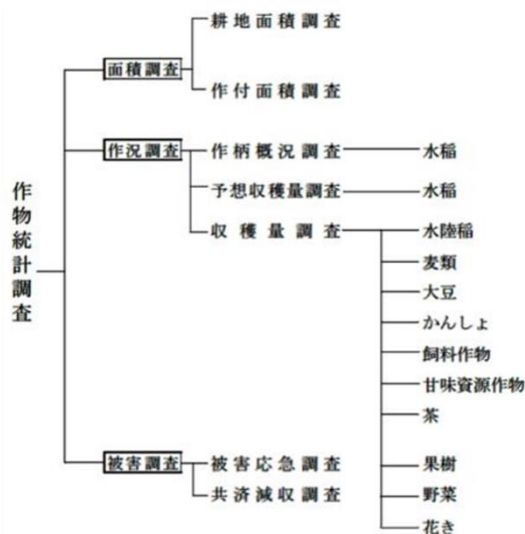 作物統計調査
面積調査
耕地面積調査
作付面積調査
作況調査
作柄概況調査
水稲
予想収穫量調査
水稲
収穫量調査
水陸稲
麦類
大豆
かんしょ
飼料作物
甘味資源作物
茶
果樹
野菜
花き
被害調査
被害応急調査
共済減収調査